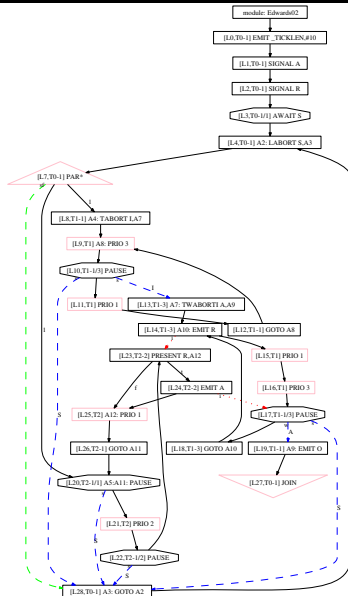 module: Edwards02
[L0,T0-1] EMIT _TICKLEN,#10
[L1,T0-1] SIGNAL A
[L2,T0-1] SIGNAL R
[L3,T0-1/1] AWAIT S
[L4,T0-1] A2: LABORT S,A3
[L7,T0-1] PAR*
1
[L8,T1-1] A4: TABORT I,A7
[L9,T1] A8: PRIO 3
[L10,T1-1/3] PAUSE
I
[L11,T1] PRIO 1
[L13,T1-3] A7: TWABORTI A,A9
[L14,T1-3] A10: EMIT R
[L12,T1-1] GOTO A8
1
[L23,T2-2] PRESENT R,A12
[L15,T1] PRIO 1
t
f
[L24,T2-2] EMIT A
[L16,T1] PRIO 3
[L25,T2] A12: PRIO 1
[L17,T1-3] PAUSE
S
[L26,T2-1] GOTO A11
[L18,T1-3] GOTO A10
w
A
[L19,T1-1] A9: EMIT O
[L20,T2-1/1] A5:A11: PAUSE
[L27,T0-1] JOIN
S
[L21,T2] PRIO 2
S
[L22,T2-1/2] PAUSE
S
[L28,T0-1] A3: GOTO A2